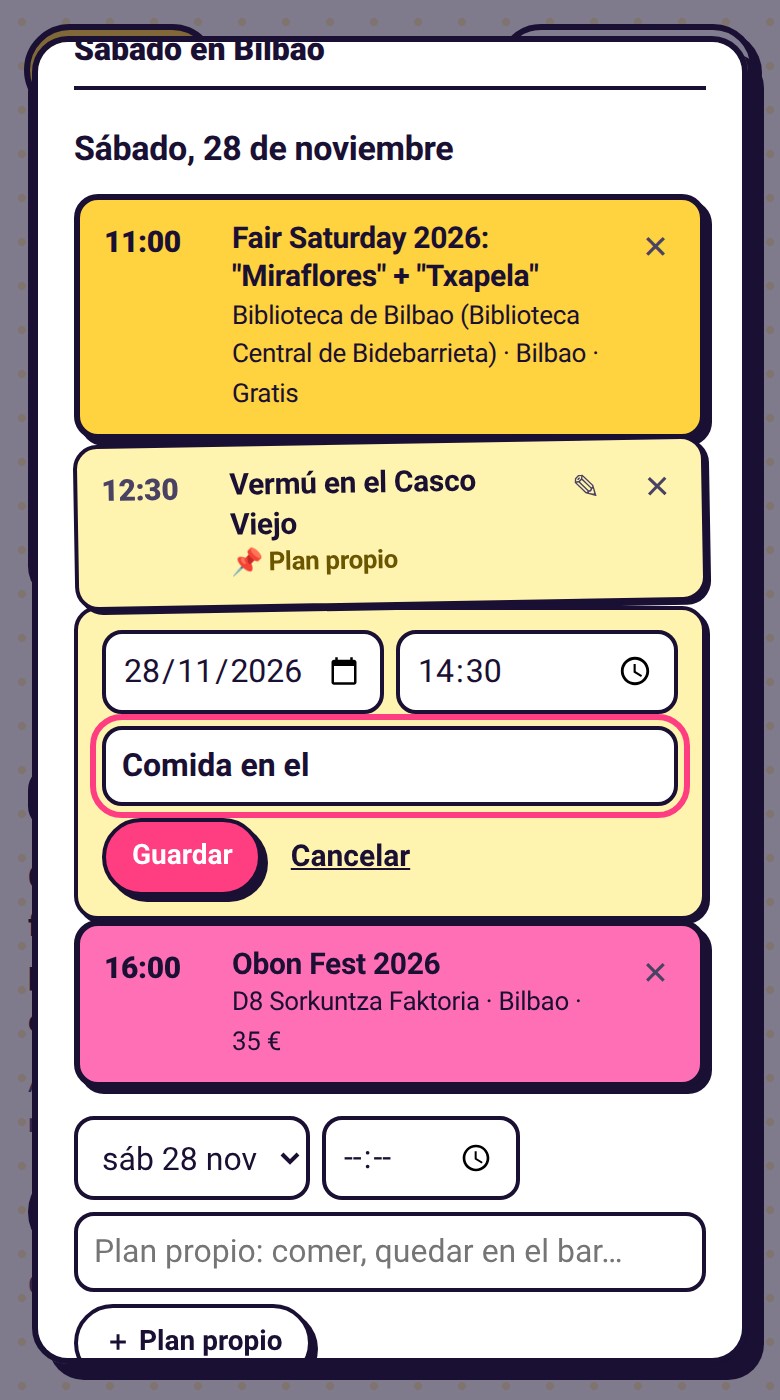 Sábado en Bilbao
Sábado, 28 de noviembre
11:00
Fair Saturday 2026:
"Miraflores" + "Txapela"
Biblioteca de Bilbao (Biblioteca
Central de Bidebarrieta) · Bilbao ·
Gratis
12:30
Vermú en el Casco
Viejo
📌 Plan propio
28/11/2026
14:30
Comida en el
Guardar
Cancelar
16:00
Obon Fest 2026
D8 Sorkuntza Faktoria · Bilbao ·
35 €
sáb 28 nov
--:--
Plan propio: comer, quedar en el bar…
+ Plan propio